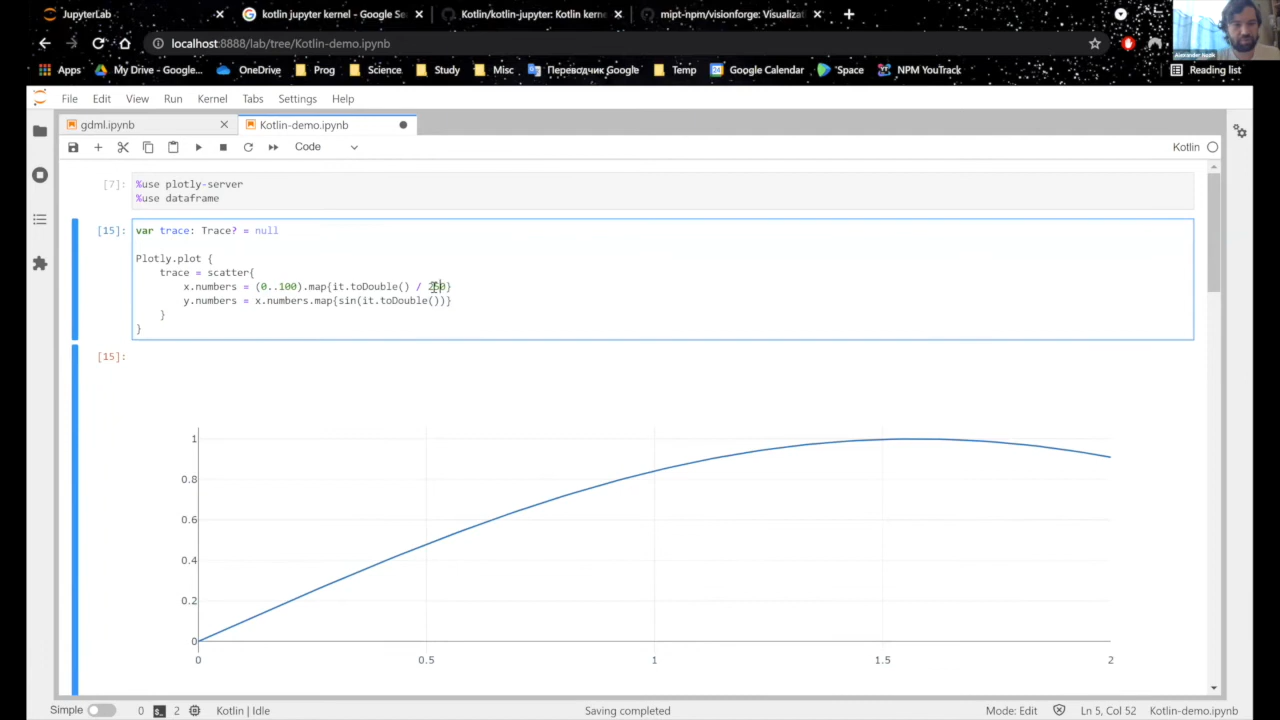 JupyterLab
kotlin jupyter kernel - Google Se
Kotlin/kotlin-jupyter: Kotlin kern
mipt-npm/visionforge: Visualizat
localhost:8888/lab/tree/Kotlin-demo.ipynb
Apps
My Drive - Google...
OneDrive
Prog
Science
Study
Misc
Переводчик Google
Temp
Google Calendar
Space
NPM YouTrack
Reading list
File Edit View Run Kernel Tabs Settings Help
gdml.ipynb
Kotlin-demo.ipynb
Code
Kotlin
[7]:
%use plotly-server
%use dataframe
[15]:
var trace: Trace? = null
Plotly.plot {
trace = scatter{
x.numbers = (0..100).map{it.toDouble() / }
y.numbers = x.numbers.map{sin(it.toDouble())}
}
}
[15]:
1
0.8
0.6
0.4
0.2
0
0 0.5 1 1.5 2
Simple 0 2 Kotlin | Idle Saving completed Mode: Edit Ln 5, Col 52 Kotlin-demo.ipynb